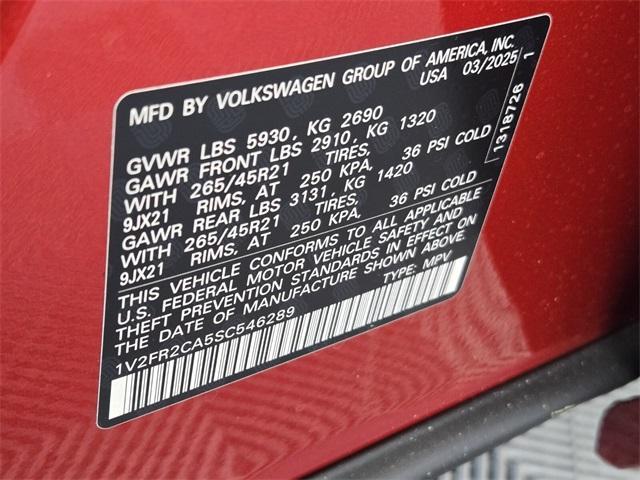 MFD BY VOLKSWAGEN GROUP OF AMERICA, INC.
USA 03/2025
GVWR LBS 5930, KG 2690
GAWR FRONT LBS 2910, KG 1320
WITH 265/45R21 TIRES,
9JX21 RIMS, AT 250 KPA, 36 PSI COLD
GAWR REAR LBS 3131, KG 1420
WITH 265/45R21 TIRES,
9JX21 RIMS, AT 250 KPA, 36 PSI COLD
THIS VEHICLE CONFORMS TO ALL APPLICABLE
U.S. FEDERAL MOTOR VEHICLE SAFETY AND
THEFT PREVENTION STANDARDS IN EFFECT ON
THE DATE OF MANUFACTURE SHOWN ABOVE.
1V2FR2CA5SC546289 TYPE: MPV
1318726 1